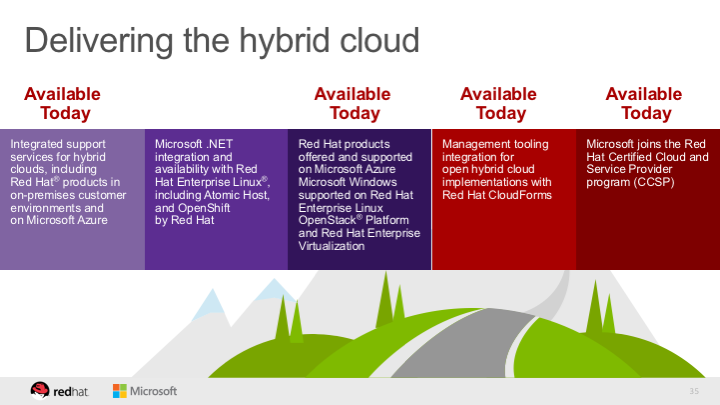 Delivering the hybrid cloud
Available
Today
Integrated support
services for hybrid
clouds, including
Red Hat® products in
on-premises customer
environments and
on Microsoft Azure
Microsoft .NET
integration and
availability with Red
Hat Enterprise Linux®,
including Atomic Host,
and OpenShift
by Red Hat
Available
Today
Red Hat products
offered and supported
on Microsoft Azure
Microsoft Windows
supported on Red Hat
Enterprise Linux
OpenStack® Platform
and Red Hat Enterprise
Virtualization
Available
Today
Management tooling
integration for
open hybrid cloud
implementations with
Red Hat CloudForms
Available
Today
Microsoft joins the Red
Hat Certified Cloud and
Service Provider
program (CCSP)
redhat.
Microsoft
35